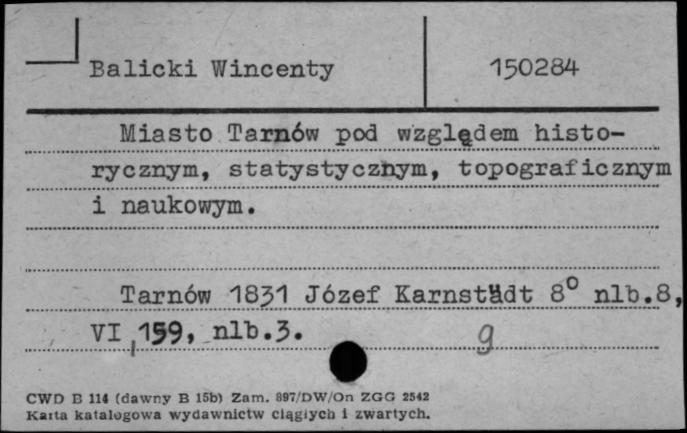 Balicki Wincenty 150284
Miasto Tarnów pod względem histo-
rycznym, statystycznym, topograficznym
i naukowym.
Tarnów 1831 Józef Karnstädt 8° nlb.8,
VI,159, nlb.3. g
CWD B 114 (dawny B 15b) Zam. 897/DW/On ZGG 2542
Karta katalogowa wydawnictw ciągłych i zwartych.